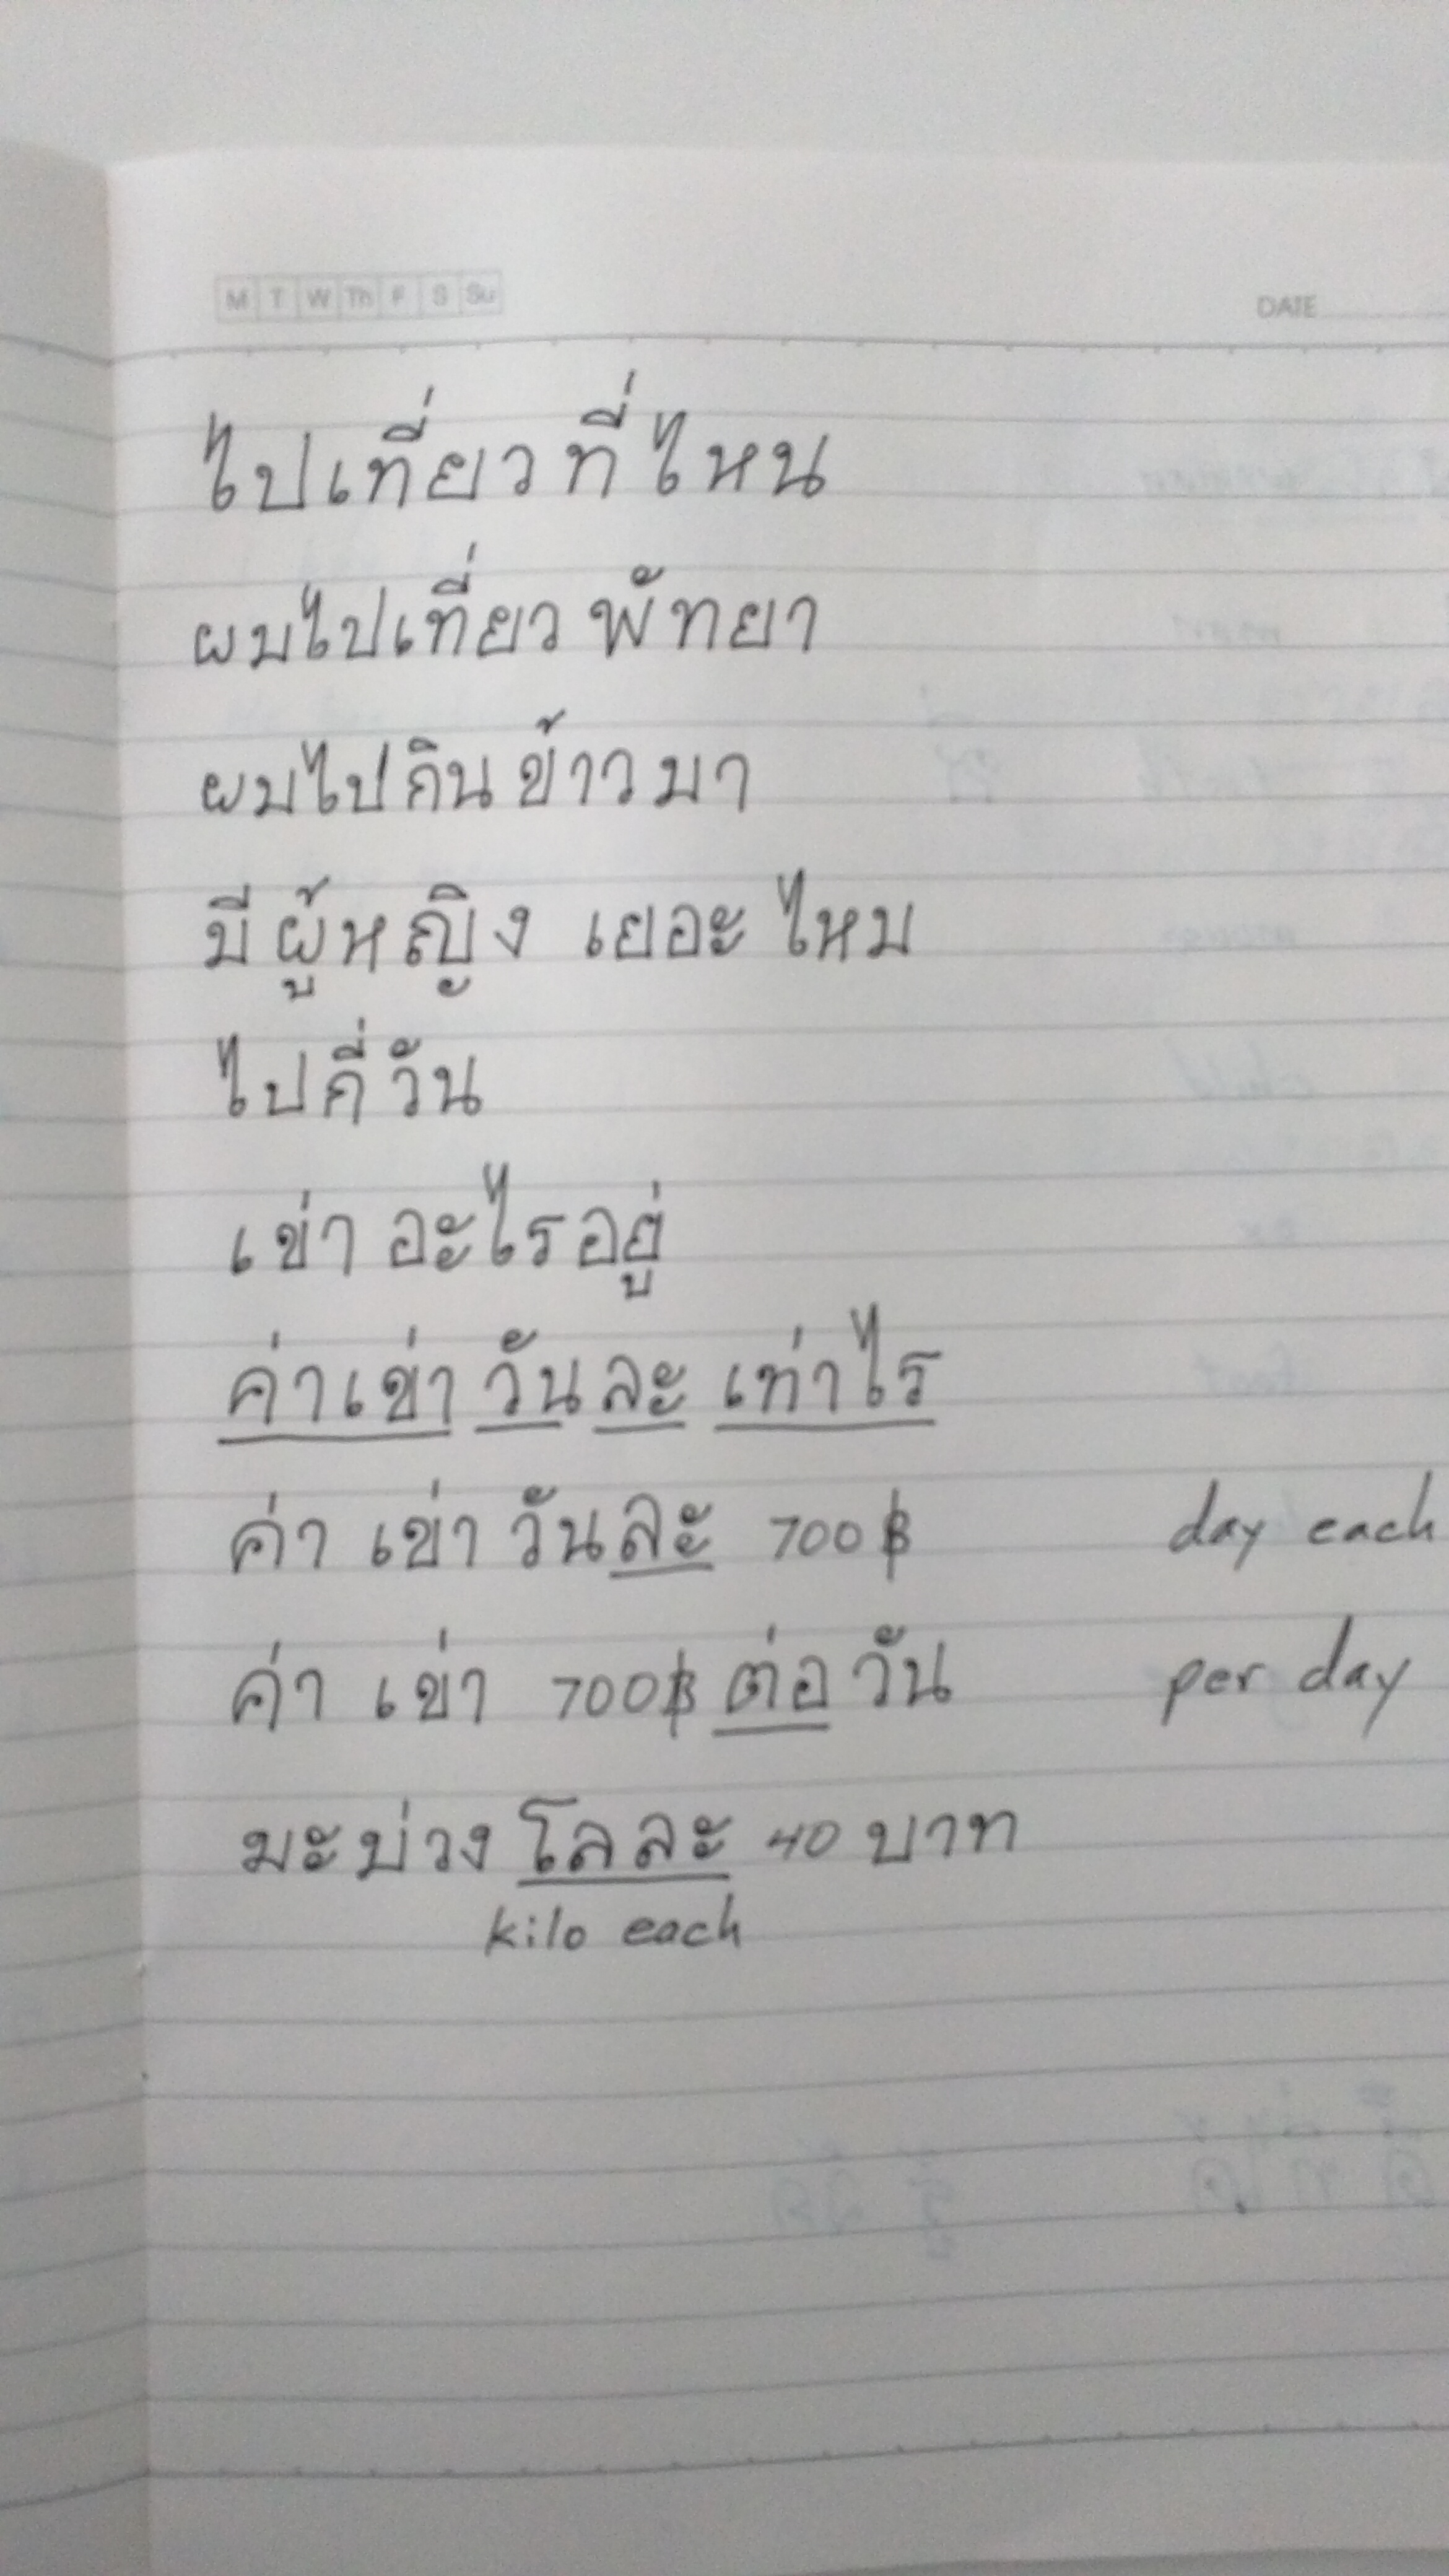 M T W Th F S Su DATE
ไปเที่ยวที่ไหน
ผมไปเที่ยวพัทยา
ผมไปกินข้าวมา
มีผู้หญิง เยอะ ไหม
ไปกี่วัน
เช่า อะไรอยู่
ค่าเช่า วัน ละ เท่าไร
ค่า เช่า วันละ 700฿ day each
ค่า เช่า 700฿ ต่อ วัน per day
มะบ่วง โลละ 40 บาท
kilo each